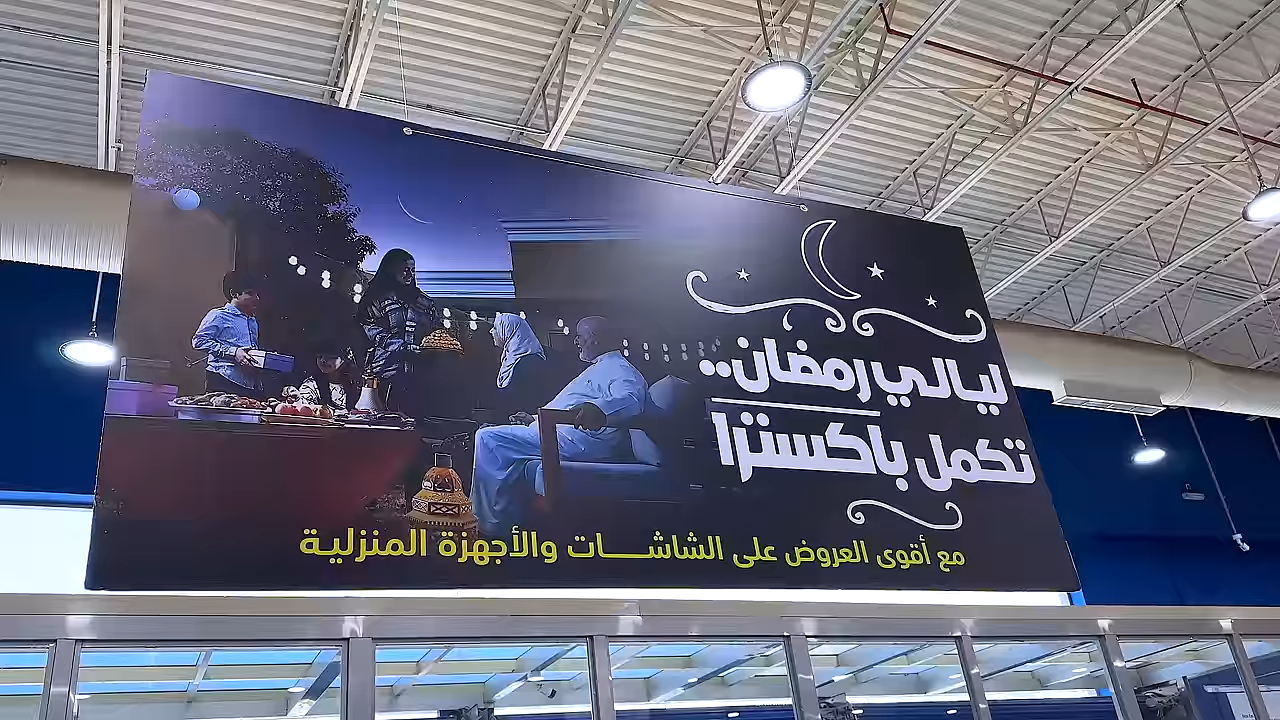 ليالي رمضان..
تكمل باكسترا
مع أقوى العروض على الشاشـــات والأجهزة المنزلية